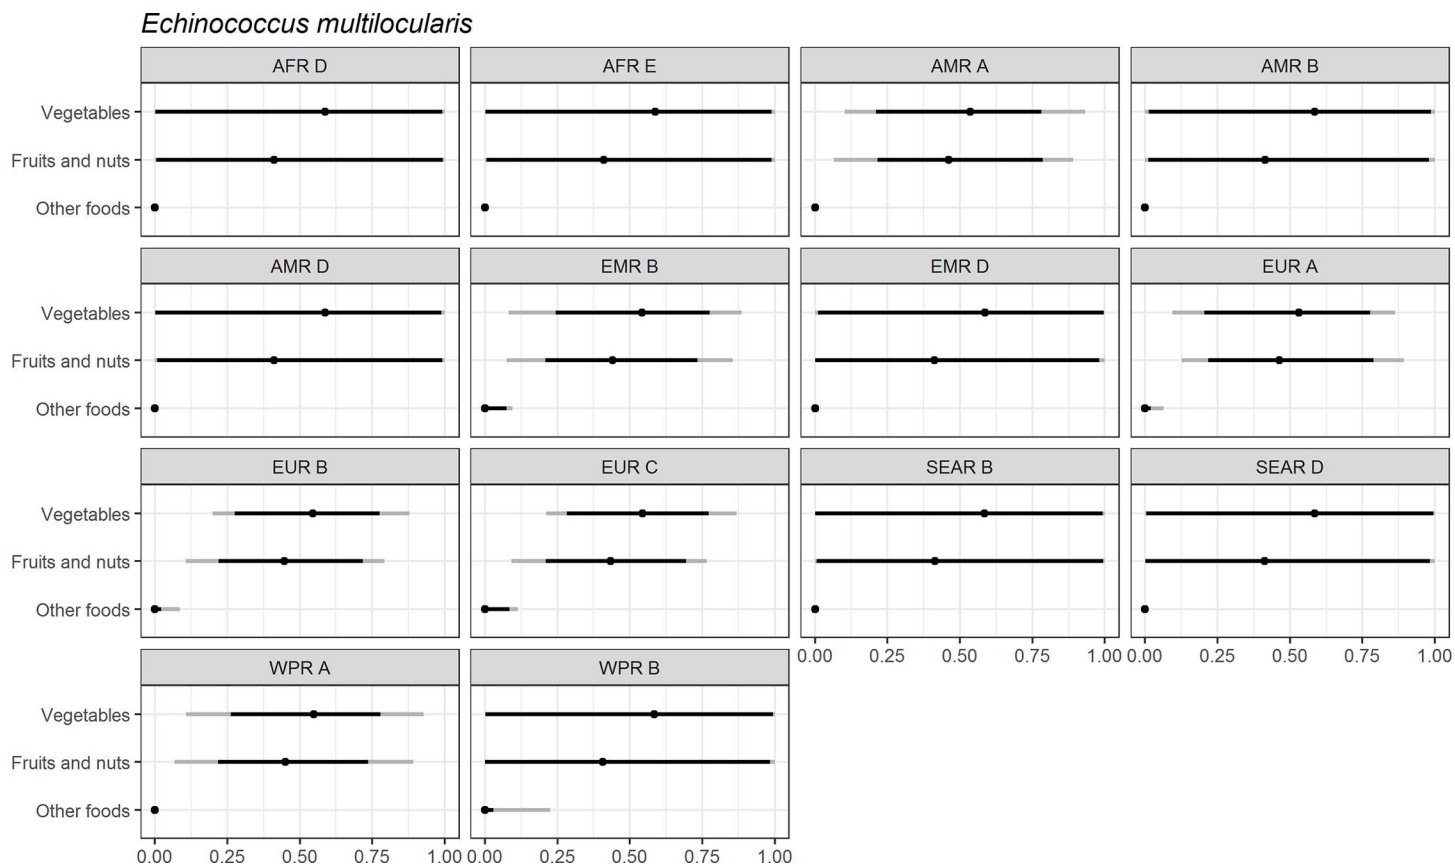 Echinococcus multilocularis
AFR D
AFR E
AMR A
AMR B
Vegetables
Fruits and nuts
Other foods
AMR D
EMR B
EMR D
EUR A
Vegetables
Fruits and nuts
Other foods
EUR B
EUR C
SEAR B
SEAR D
Vegetables
Fruits and nuts
Other foods
0.00 0.25 0.50 0.75 1.00
0.00 0.25 0.50 0.75 1.00
WPR A
WPR B
Vegetables
Fruits and nuts
Other foods
0.00 0.25 0.50 0.75 1.00
0.00 0.25 0.50 0.75 1.00